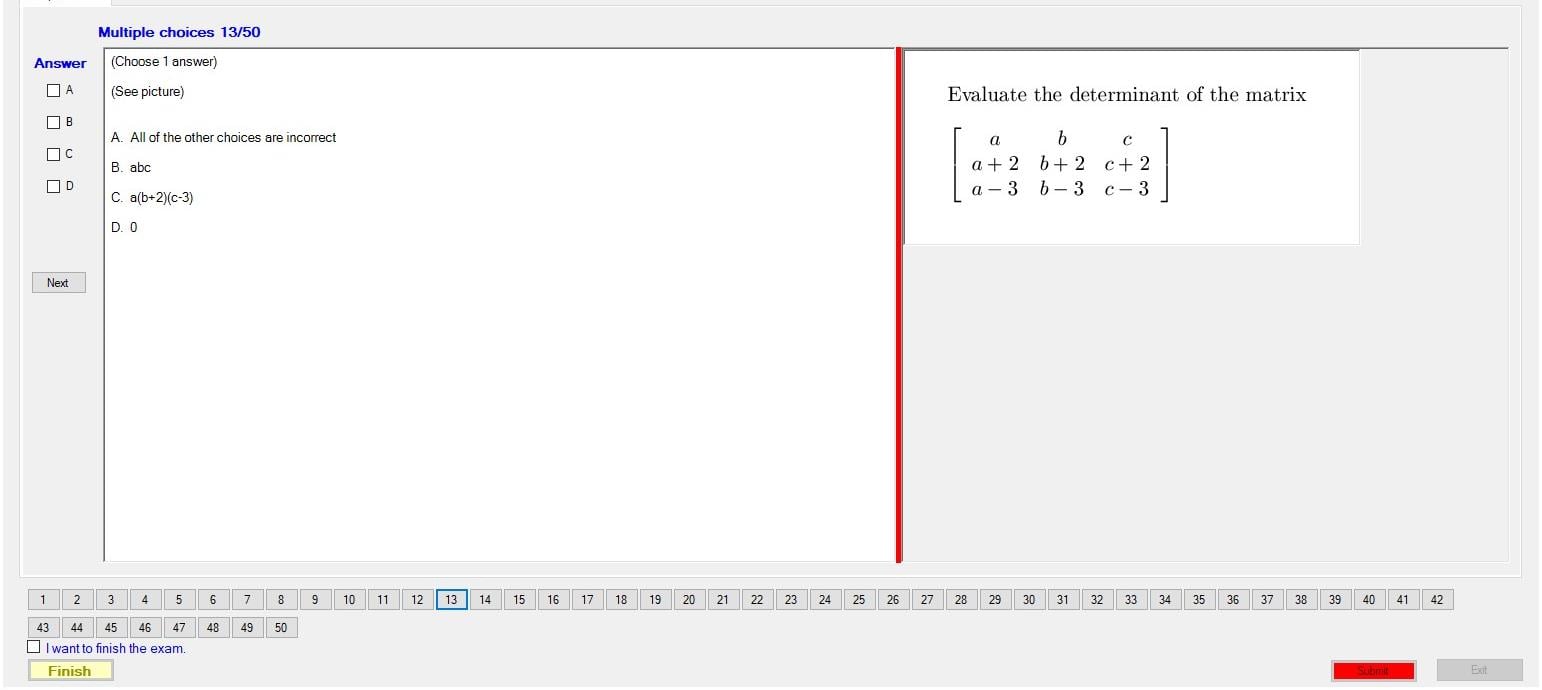 Multiple choices 13/50
Answer
A
B
C
D
Next
(Choose 1 answer)
(See picture)
A. All of the other choices are incorrect
B. abc
C. a(b+2)(c-3)
D. 0
Evaluate the determinant of the matrix
a b c
a + 2 b + 2 c + 2
a − 3 b − 3 c − 3
1 2 3 4 5 6 7 8 9 10 11 12 13 14 15 16 17 18 19 20 21 22 23 24 25 26 27 28 29 30 31 32 33 34 35 36 37 38 39 40 41 42
43 44 45 46 47 48 49 50
I want to finish the exam.
Finish
Submit
Exit